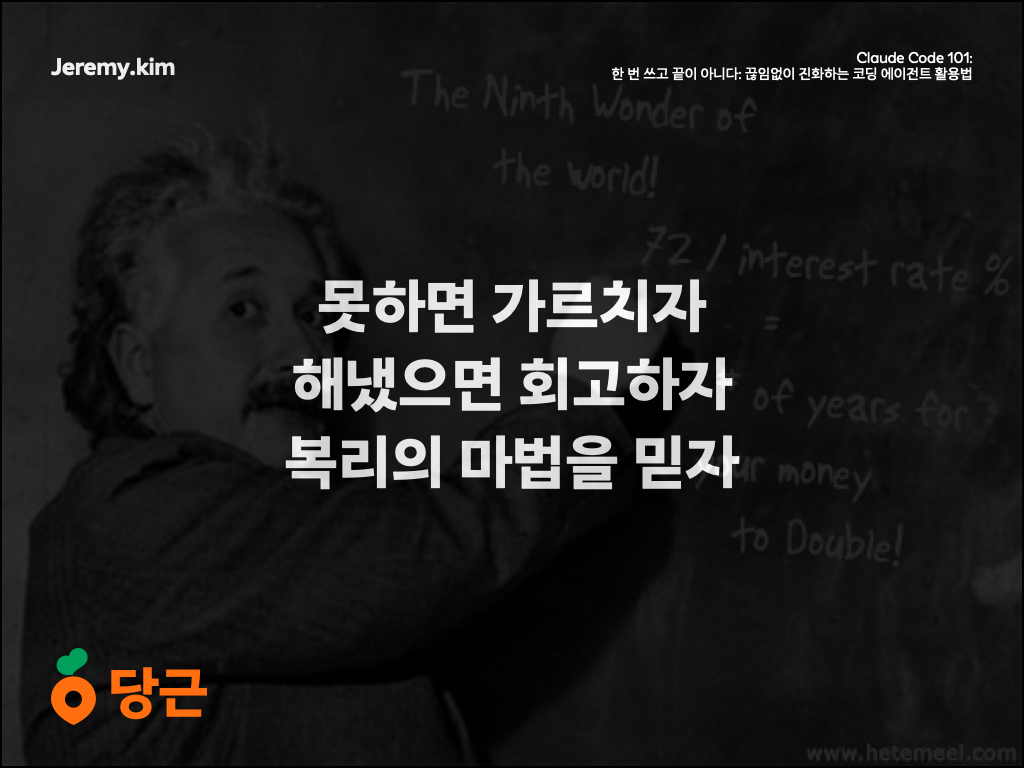 Jeremy.kim
Claude Code 101:
한 번 쓰고 끝이 아니다: 끊임없이 진화하는 코딩 에이전트 활용법
The Ninth Wonder of
the world!
72 / interest rate %
=
못하면 가르치자
해냈으면 회고하자
of years for
복리의 마법을 믿자
your money
to Double!
당근
www.hetemeel.com